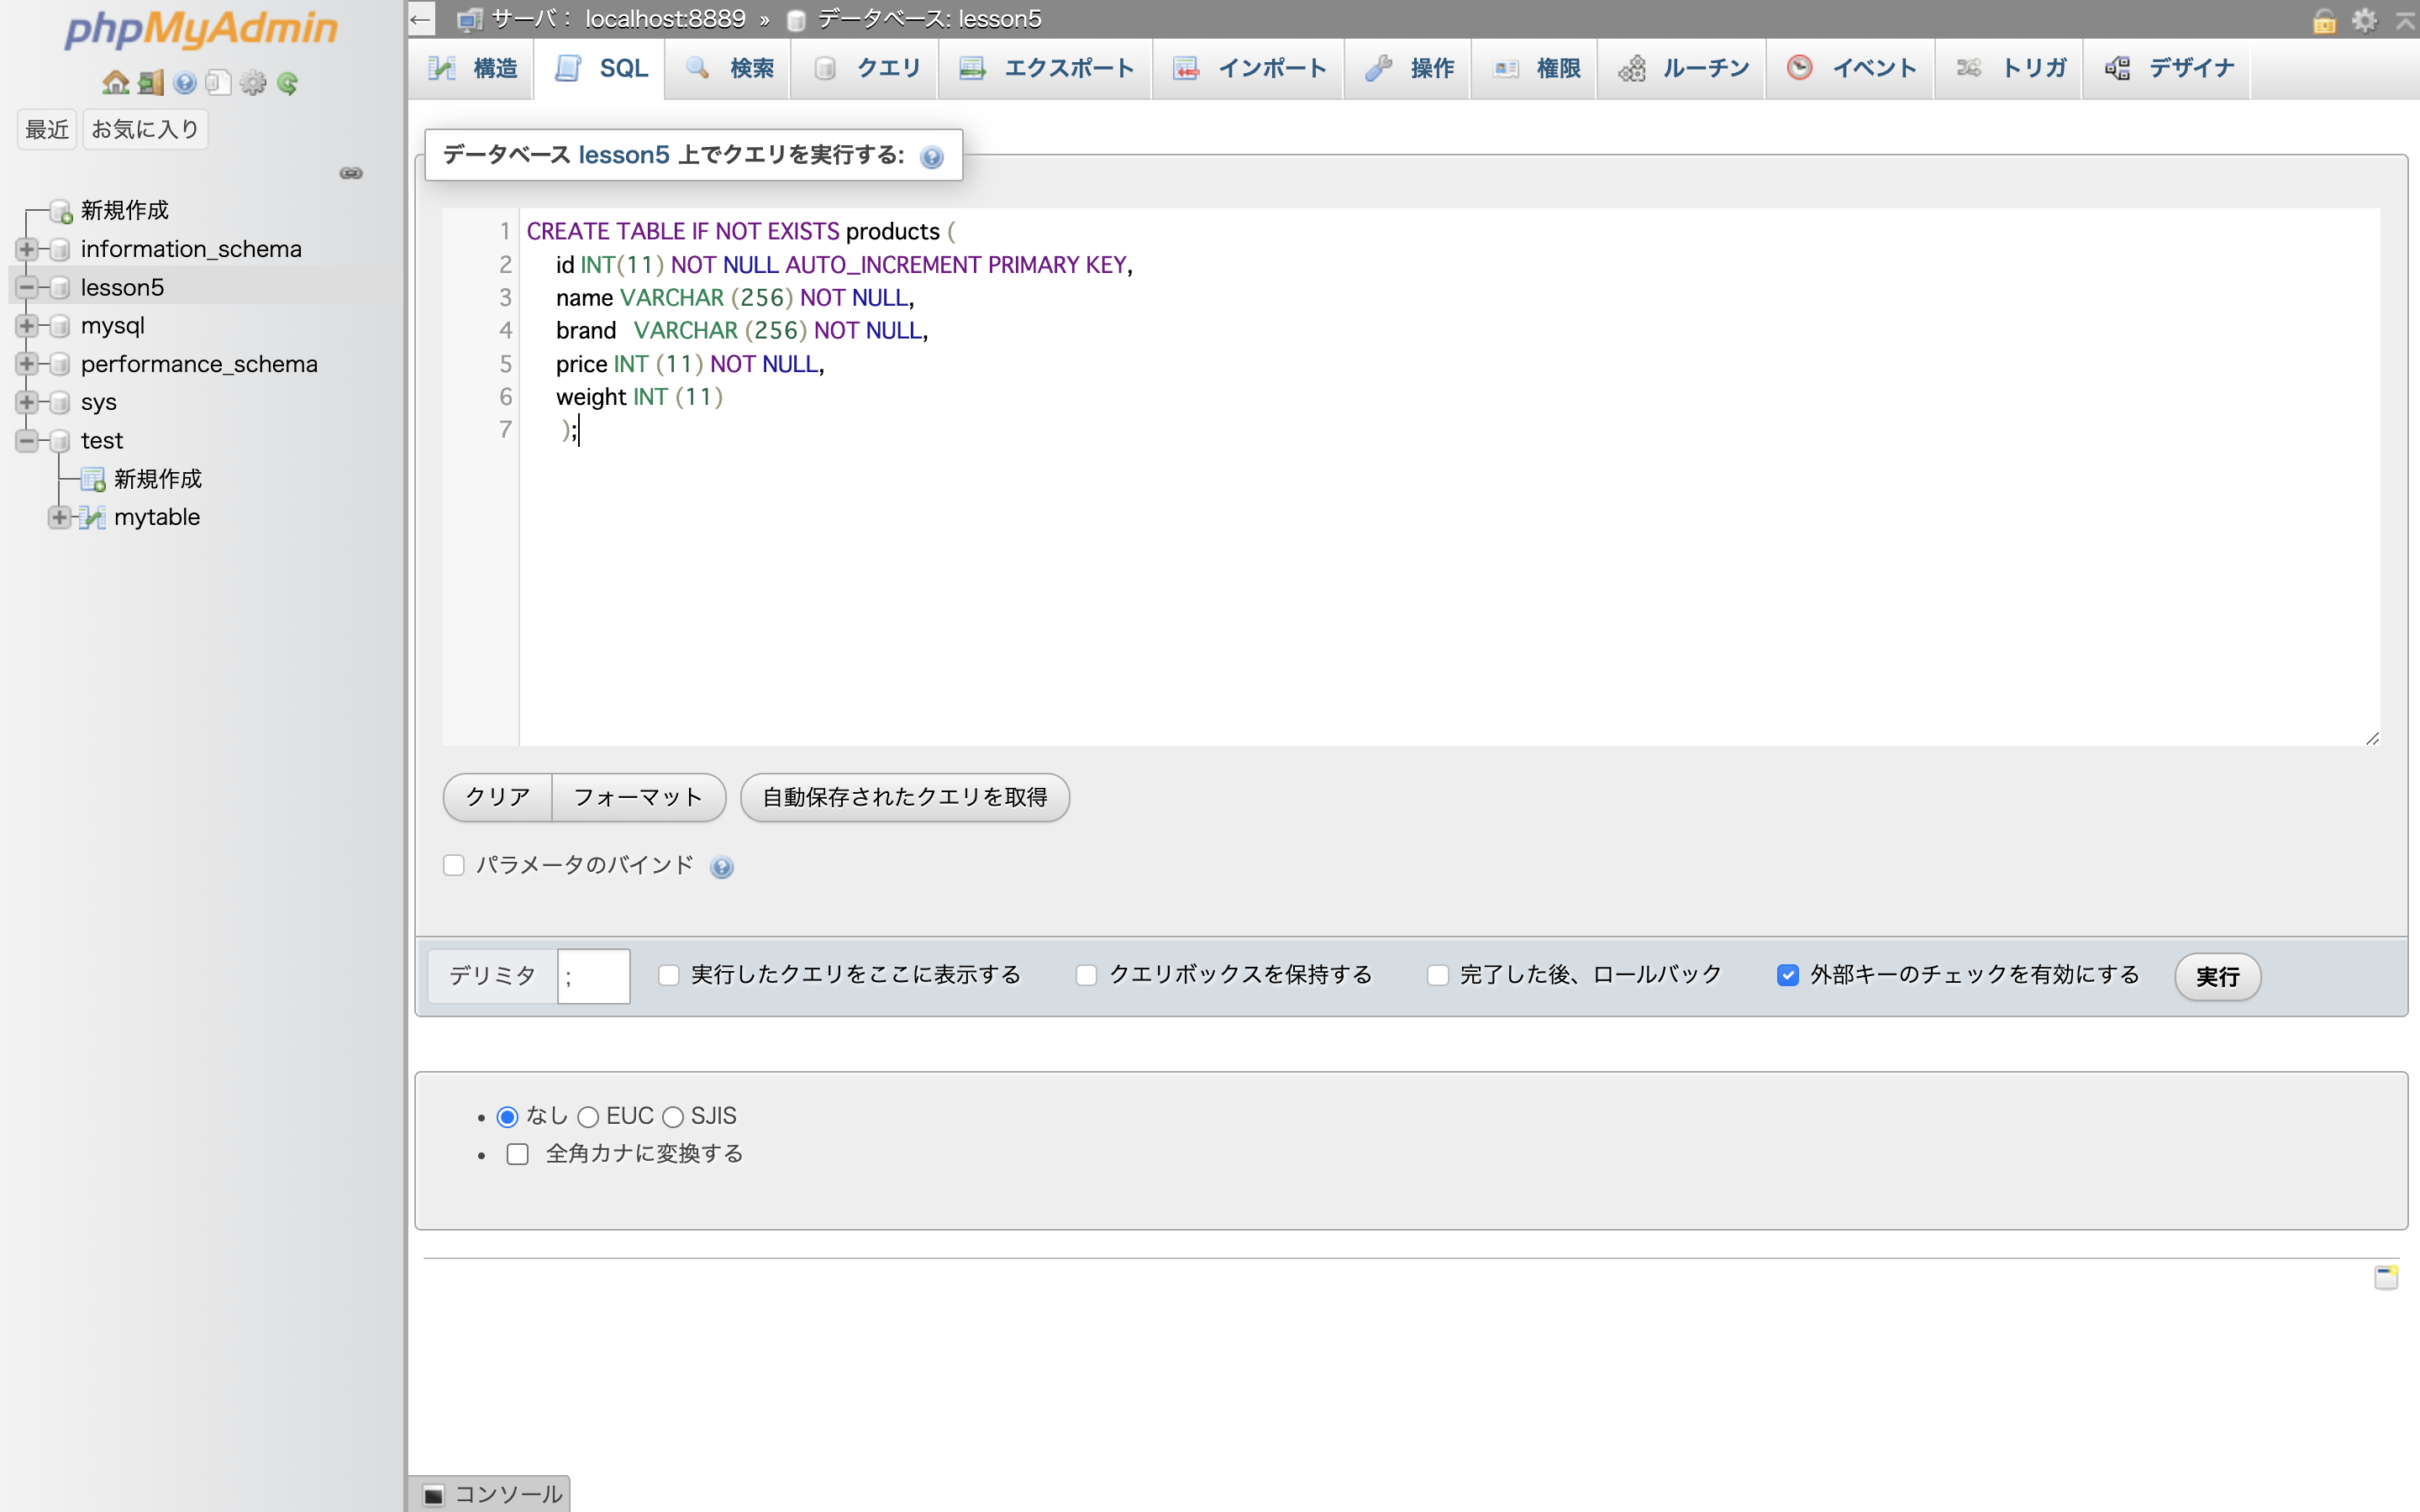 phpMyAdmin
最近 お気に入り
新規作成
information_schema
lesson5
mysql
performance_schema
sys
test
新規作成
mytable
← サーバ： localhost:8889 » データベース: lesson5
構造 SQL 検索 クエリ エクスポート インポート 操作 権限 ルーチン イベント トリガ デザイナ
データベース lesson5 上でクエリを実行する:
1 CREATE TABLE IF NOT EXISTS products (
2 id INT(11) NOT NULL AUTO_INCREMENT PRIMARY KEY,
3 name VARCHAR (256) NOT NULL,
4 brand VARCHAR (256) NOT NULL,
5 price INT (11) NOT NULL,
6 weight INT (11)
7 );
クリア フォーマット 自動保存されたクエリを取得
パラメータのバインド
デリミタ ; 実行したクエリをここに表示する クエリボックスを保持する 完了した後、ロールバック 外部キーのチェックを有効にする 実行
• なし EUC SJIS
• 全角カナに変換する
コンソール